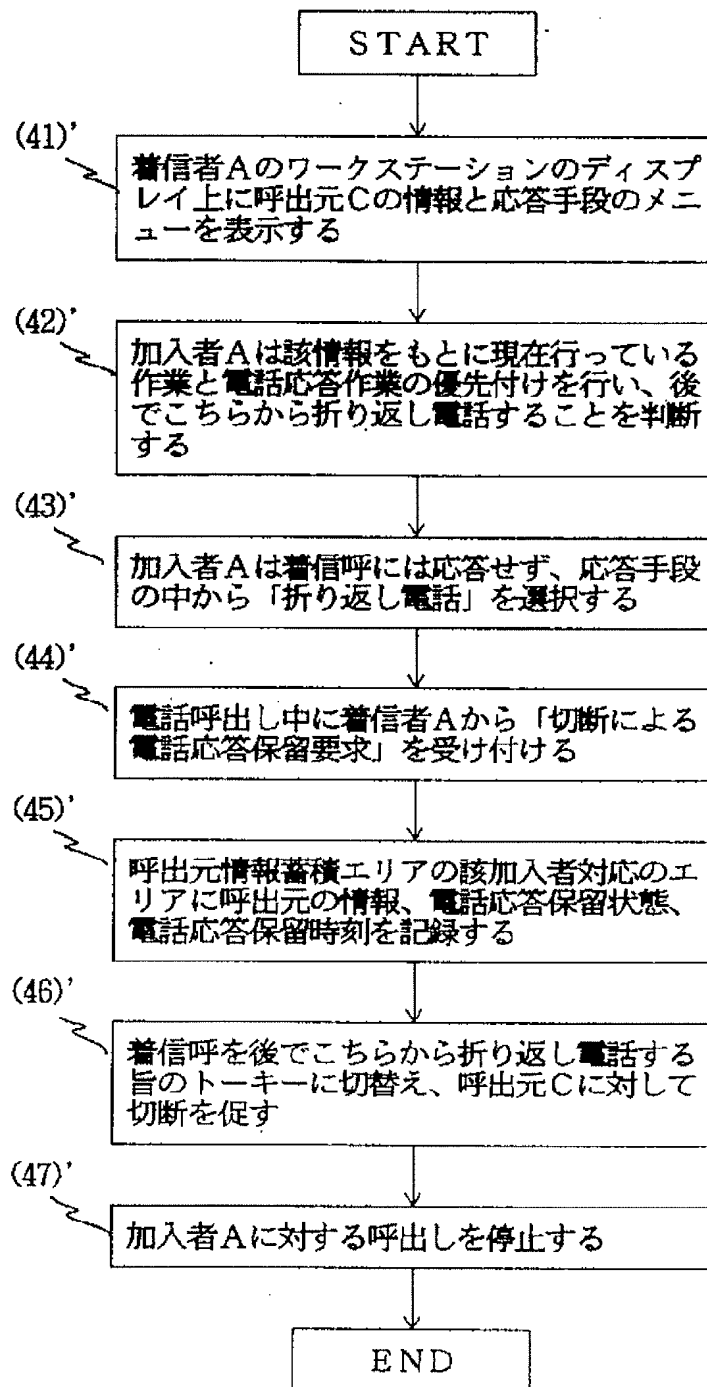 START
(41)'
着信者Aのワークステーションのディスプ
レイ上に呼出元Cの情報と応答手段のメニ
ューを表示する
(42)'
加入者Aは該情報をもとに現在行っている
作業と電話応答作業の優先付けを行い、後
でこちらから折り返し電話することを判断
する
(43)'
加入者Aは着信呼には応答せず、応答手段
の中から「折り返し電話」を選択する
(44)'
電話呼出し中に着信者Aから「切断による
電話応答保留要求」を受け付ける
(45)'
呼出元情報蓄積エリアの該加入者対応のエ
リアに呼出元の情報、電話応答保留状態、
電話応答保留時刻を記録する
(46)'
着信呼を後でこちらから折り返し電話する
旨のトーキーに切替え、呼出元Cに対して
切断を促す
(47)'
加入者Aに対する呼出しを停止する
END